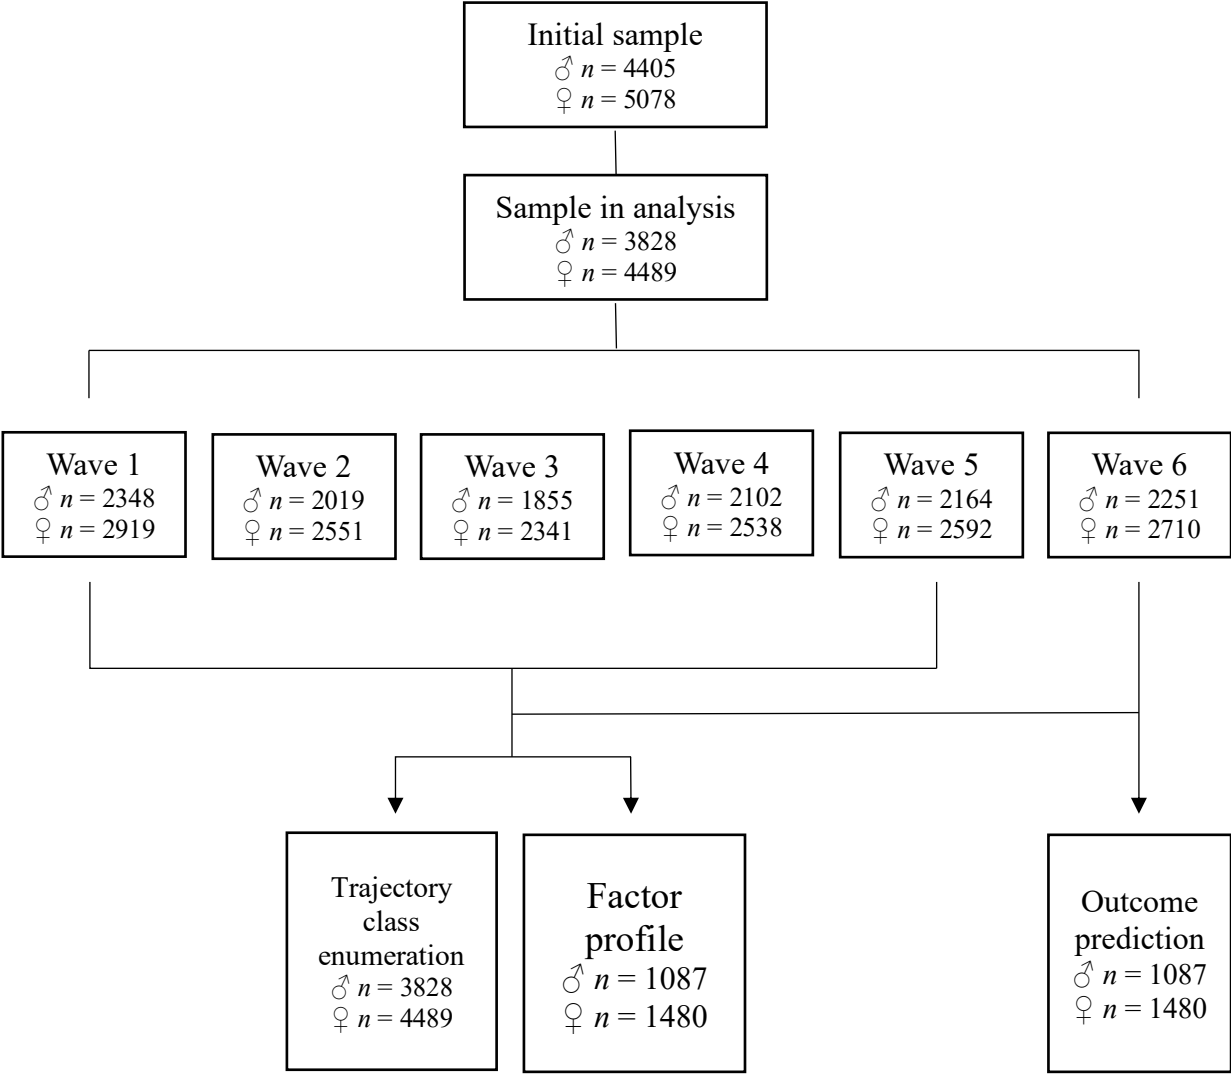 Initial sample
♂ n = 4405
♀ n = 5078
Sample in analysis
♂ n = 3828
♀ n = 4489
Wave 1
♂ n = 2348
♀ n = 2919
Wave 2
♂ n = 2019
♀ n = 2551
Wave 3
♂ n = 1855
♀ n = 2341
Wave 4
♂ n = 2102
♀ n = 2538
Wave 5
♂ n = 2164
♀ n = 2592
Wave 6
♂ n = 2251
♀ n = 2710
Trajectory
class
enumeration
♂ n = 3828
♀ n = 4489
Factor
profile
♂ n = 1087
♀ n = 1480
Outcome
prediction
♂ n = 1087
♀ n = 1480